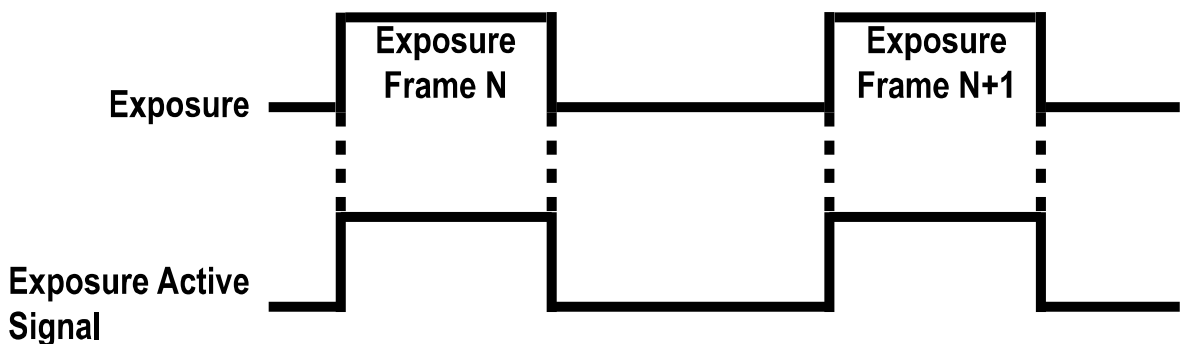 Exposure
Frame N
Exposure
Frame N+1
Exposure
Exposure Active
Signal